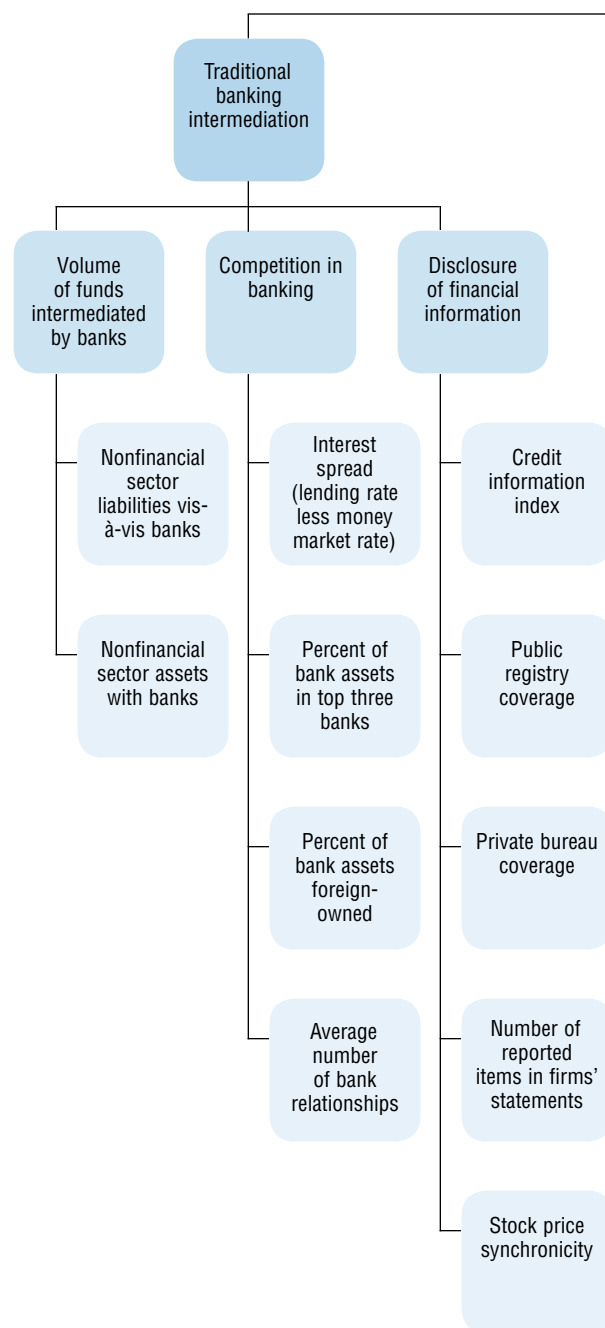 Traditional
banking
intermediation
Volume
of funds
intermediated
by banks
Competition in
banking
Disclosure
of financial
information
Nonfinancial
sector
liabilities vis-
à-vis banks
Nonfinancial
sector assets
with banks
Interest
spread
(lending rate
less money
market rate)
Percent of
bank assets
in top three
banks
Percent of
bank assets
foreign-
owned
Average
number
of bank
relationships
Credit
information
index
Public
registry
coverage
Private bureau
coverage
Number of
reported
items in firms’
statements
Stock price
synchronicity